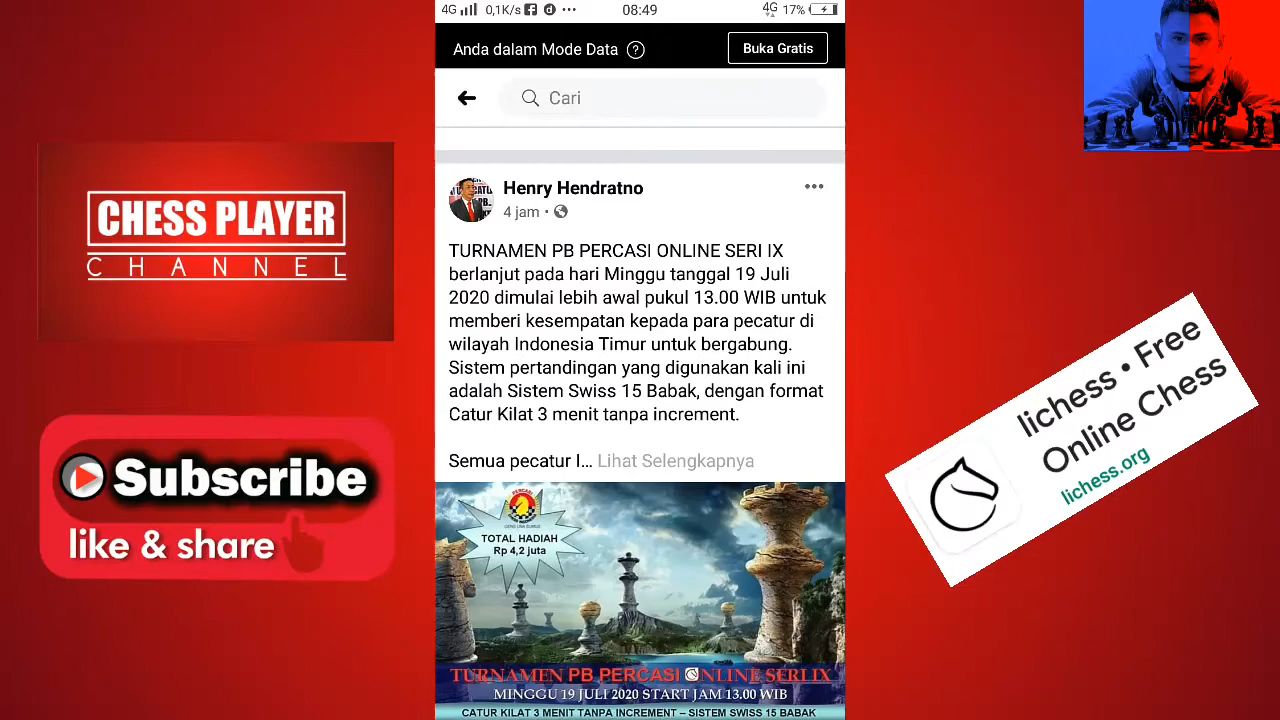 4G 0,1K/s 08:49 4G 17%
Anda dalam Mode Data ? Buka Gratis
Cari
CHESS PLAYER
CHANNEL
Subscribe
like & share
Henry Hendratno
4 jam •
TURNAMEN PB PERCASI ONLINE SERI IX
berlanjut pada hari Minggu tanggal 19 Juli
2020 dimulai lebih awal pukul 13.00 WIB untuk
memberi kesempatan kepada para pecatur di
wilayah Indonesia Timur untuk bergabung.
Sistem pertandingan yang digunakan kali ini
adalah Sistem Swiss 15 Babak, dengan format
Catur Kilat 3 menit tanpa increment.
Semua pecatur I... Lihat Selengkapnya
PERCASI
GENS UNA SUMUS
TOTAL HADIAH
Rp 4,2 juta
TURNAMEN PB PERCASI ONLINE SERI IX
MINGGU 19 JULI 2020 START JAM 13.00 WIB
CATUR KILAT 3 MENIT TANPA INCREMENT – SISTEM SWISS 15 BABAK
lichess • Free
Online Chess
lichess.org